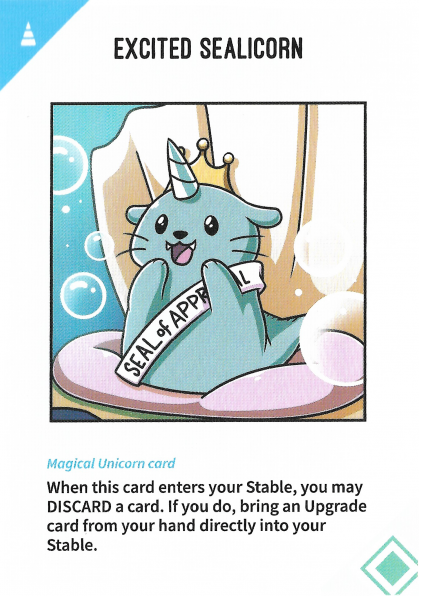 EXCITED SEALICORN
SEAL of APPR  L
Magical Unicorn card
When this card enters your Stable, you may
DISCARD a card. If you do, bring an Upgrade
card from your hand directly into your
Stable.